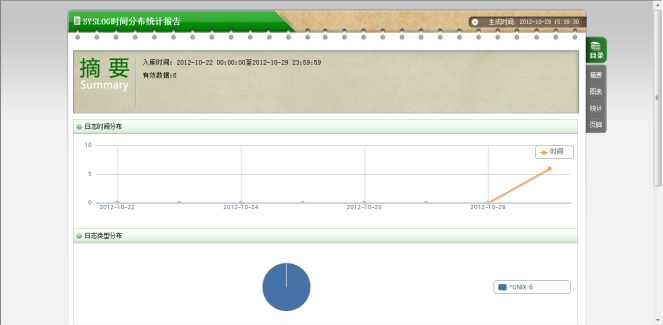 SYSLOG时间分布统计报告
生成时间: 2012-10-29 15:39:30
目录
摘要
图表
统计
页脚
摘要
Summary
入库时间: 2012-10-22 00:00:00至2012-10-29 23:59:59
有效数据:6
日志时间分布
时间
10
5
0
2012-10-22
2012-10-24
2012-10-26
2012-10-28
日志类型分布
*UNIX: 6